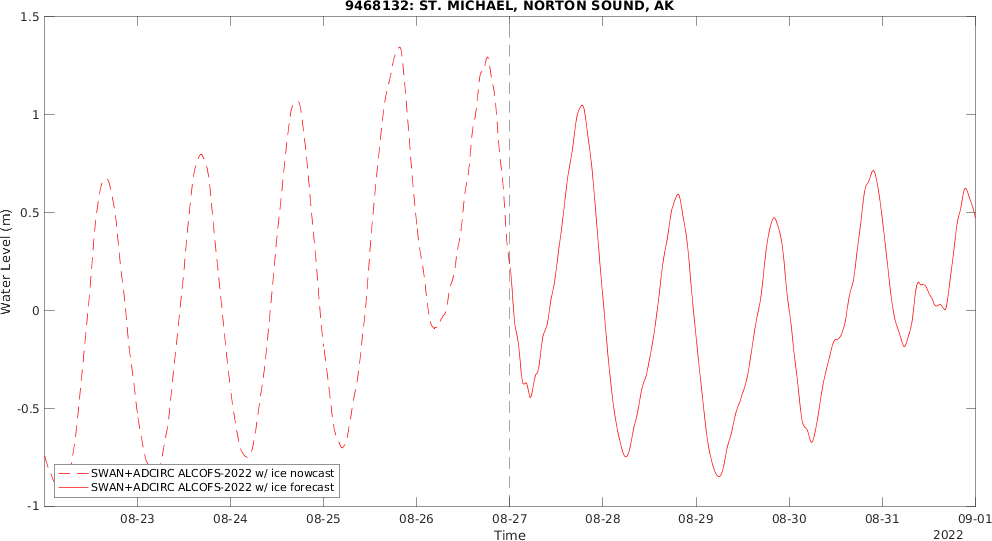 9468132: ST. MICHAEL, NORTON SOUND, AK
1.5
1
0.5
0
-0.5
-1
Water Level (m)
SWAN+ADCIRC ALCOFS-2022 w/ ice nowcast
SWAN+ADCIRC ALCOFS-2022 w/ ice forecast
08-23 08-24 08-25 08-26 08-27 08-28 08-29 08-30 08-31 09-01
Time
2022